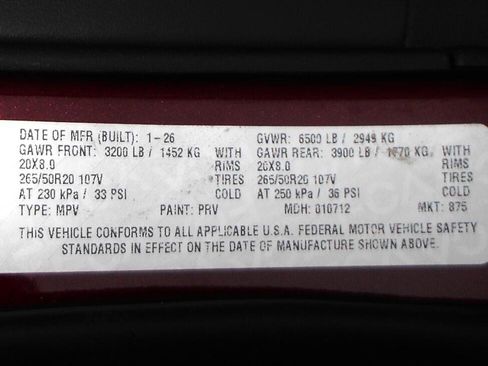 DATE OF MFR (BUILT): 1-26 GVWR: 6500 LB / 2949 KG
GAWR FRONT: 3200 LB / 1452 KG WITH GAWR REAR: 3900 LB / 1770 KG WITH
20X8.0 RIMS 20X8.0 RIMS
265/50R20 107V TIRES 265/50R20 107V TIRES
AT 230 kPa / 33 PSI COLD AT 250 kPa / 36 PSI COLD
TYPE: MPV PAINT: PRV MDH: 010712 MKT: 875
THIS VEHICLE CONFORMS TO ALL APPLICABLE U.S.A. FEDERAL MOTOR VEHICLE SAFETY
STANDARDS IN EFFECT ON THE DATE OF MANUFACTURE SHOWN ABOVE.